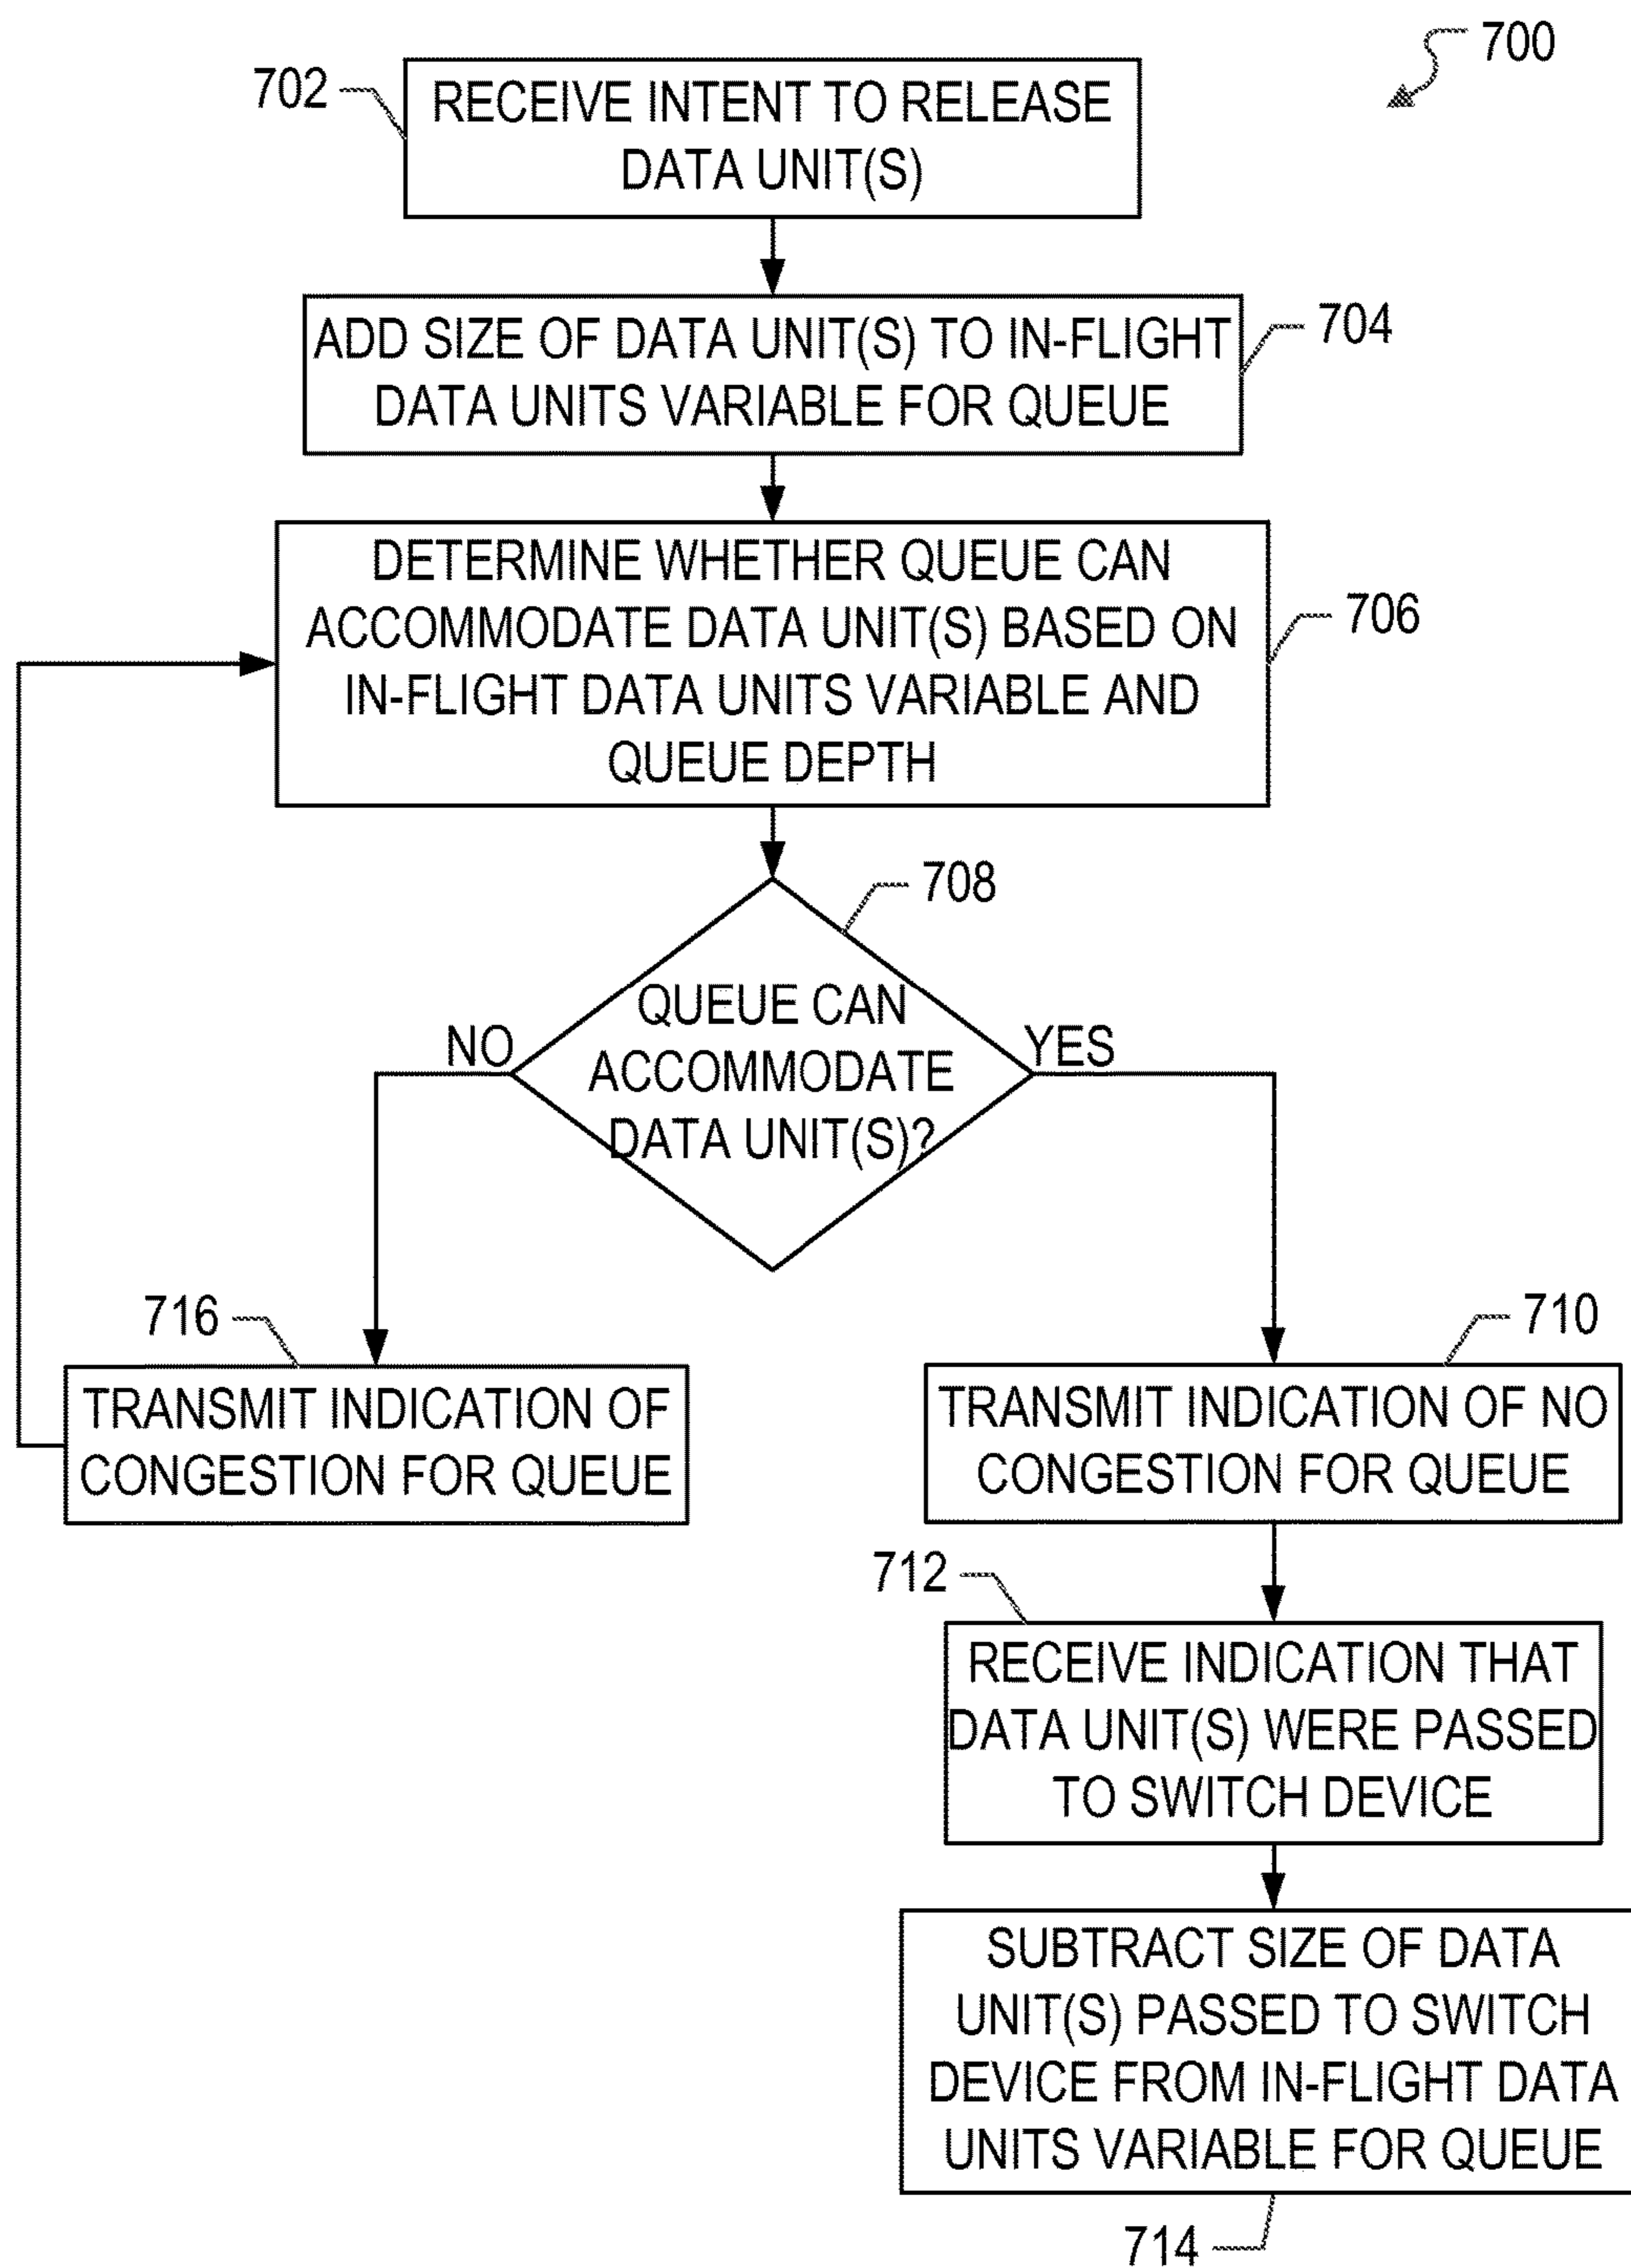 700
702
RECEIVE INTENT TO RELEASE
DATA UNIT(S)
704
ADD SIZE OF DATA UNIT(S) TO IN-FLIGHT
DATA UNITS VARIABLE FOR QUEUE
706
DETERMINE WHETHER QUEUE CAN
ACCOMMODATE DATA UNIT(S) BASED ON
IN-FLIGHT DATA UNITS VARIABLE AND
QUEUE DEPTH
708
QUEUE CAN
ACCOMMODATE
DATA UNIT(S)?
NO
YES
716
TRANSMIT INDICATION OF
CONGESTION FOR QUEUE
710
TRANSMIT INDICATION OF NO
CONGESTION FOR QUEUE
712
RECEIVE INDICATION THAT
DATA UNIT(S) WERE PASSED
TO SWITCH DEVICE
SUBTRACT SIZE OF DATA
UNIT(S) PASSED TO SWITCH
DEVICE FROM IN-FLIGHT DATA
UNITS VARIABLE FOR QUEUE
714